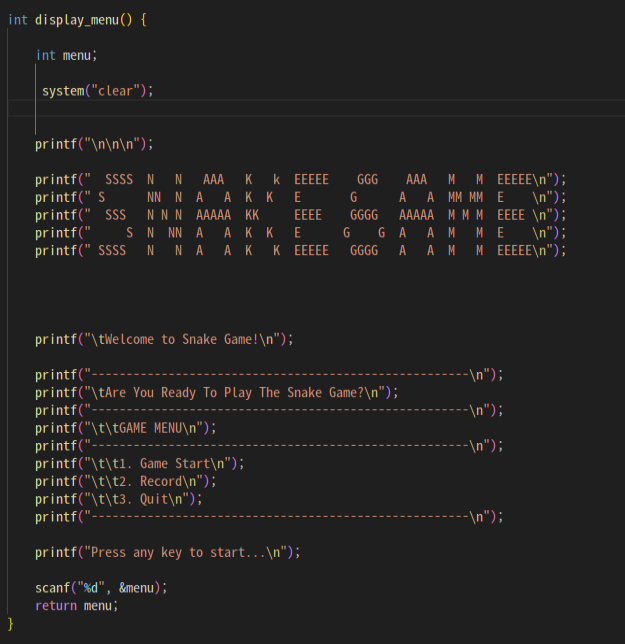 int display_menu() {
    int menu;
     system("clear");
    printf("\n\n\n");
    printf("  SSSS  N   N   AAA   K   k  EEEEE    GGG    AAA   M   M  EEEEE\n");
    printf(" S      NN  N  A   A  K  K   E       G      A   A  MM MM  E    \n");
    printf("  SSS   N N N  AAAAA  KK     EEEE    GGGG   AAAAA  M M M  EEEE \n");
    printf("     S  N  NN  A   A  K  K   E      G    G  A   A  M   M  E    \n");
    printf(" SSSS   N   N  A   A  K   K  EEEEE   GGGG   A   A  M   M  EEEEE\n");
    printf("\tWelcome to Snake Game!\n");
    printf("------------------------------------------------------\n");
    printf("\tAre You Ready To Play The Snake Game?\n");
    printf("------------------------------------------------------\n");
    printf("\t\tGAME MENU\n");
    printf("------------------------------------------------------\n");
    printf("\t\t1. Game Start\n");
    printf("\t\t2. Record\n");
    printf("\t\t3. Quit\n");
    printf("------------------------------------------------------\n");
    printf("Press any key to start...\n");
    scanf("%d", &menu);
    return menu;
}